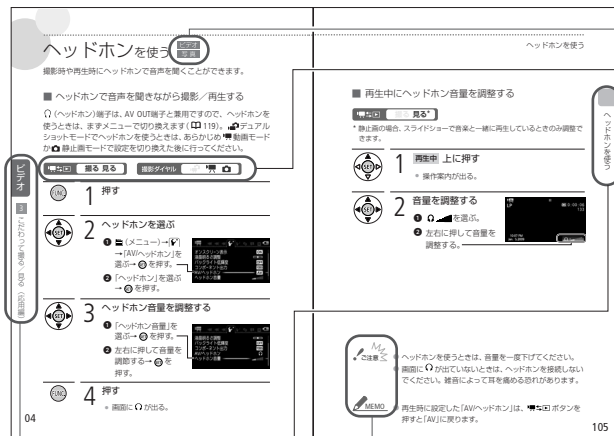 ヘッドホンを使う
ビデオ
写真
撮影時や再生時にヘッドホンで音声を聞くことができます。
■ ヘッドホンで音声を聞きながら撮影／再生する
(ヘッドホン)端子は、AV OUT端子と兼用ですので、ヘッドホンを
使うときは、まずメニューで切り換えます( 119)。 デュアル
ショットモードでヘッドホンを使うときは、あらかじめ 動画モード
か 静止画モードで設定を切り換えた後に行ってください。
撮る 見る
撮影ダイヤル
FUNC.
1 押す
SET
2 ヘッドホンを選ぶ
❶ (メニュー)→[ ]
→「AV/ヘッドホン」を
選ぶ→ を押す。
❷ 「ヘッドホン」を選ぶ
→ を押す。
SET
3 ヘッドホン音量を調整する
❶ 「ヘッドホン音量」を
選ぶ→ を押す。
❷ 左右に押して音量を
調節する→ を
押す。
FUNC.
4 押す
● 画面に が出る。
04
ビデオ
3
こだわって撮る／見る（応用編）
ヘッドホンを使う
■ 再生中にヘッドホン音量を調整する
撮る 見る*
* 静止画の場合、スライドショーで音楽と一緒に再生しているときのみ調整で
きます。
SET
1 再生中 上に押す
● 操作案内が出る。
SET
2 音量を調整する
❶ を選ぶ。
❷ 左右に押して音量を
調整する。
ヘッドホンを使う
ご注意
● ヘッドホンを使うときは、音量を一度下げてください。
● 画面に が出ていないときは、ヘッドホンを接続しない
でください。雑音によって耳を痛める恐れがあります。
MEMO
● 再生時に設定した「AV/ヘッドホン」は、 ボタンを
押すと「AV」に戻ります。
105